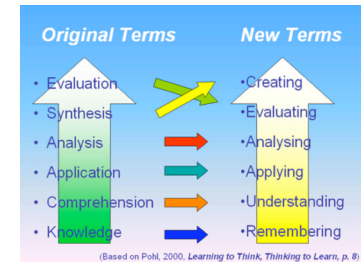 Original Terms New Terms
• Evaluation •Creating
• Synthesis •Evaluating
• Analysis •Analysing
• Application •Applying
• Comprehension •Understanding
• Knowledge •Remembering
(Based on Pohl, 2000, Learning to Think, Thinking to Learn, p. 8)